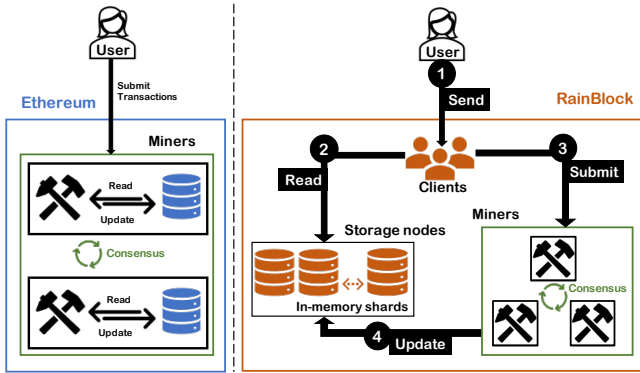 User
Submit
Transactions
Ethereum
Miners
Read
Update
Consensus
Read
Update
User
1
Send
RainBlock
2
3
Read
Clients
Submit
Storage nodes
Miners
In-memory shards
Consensus
4
Update